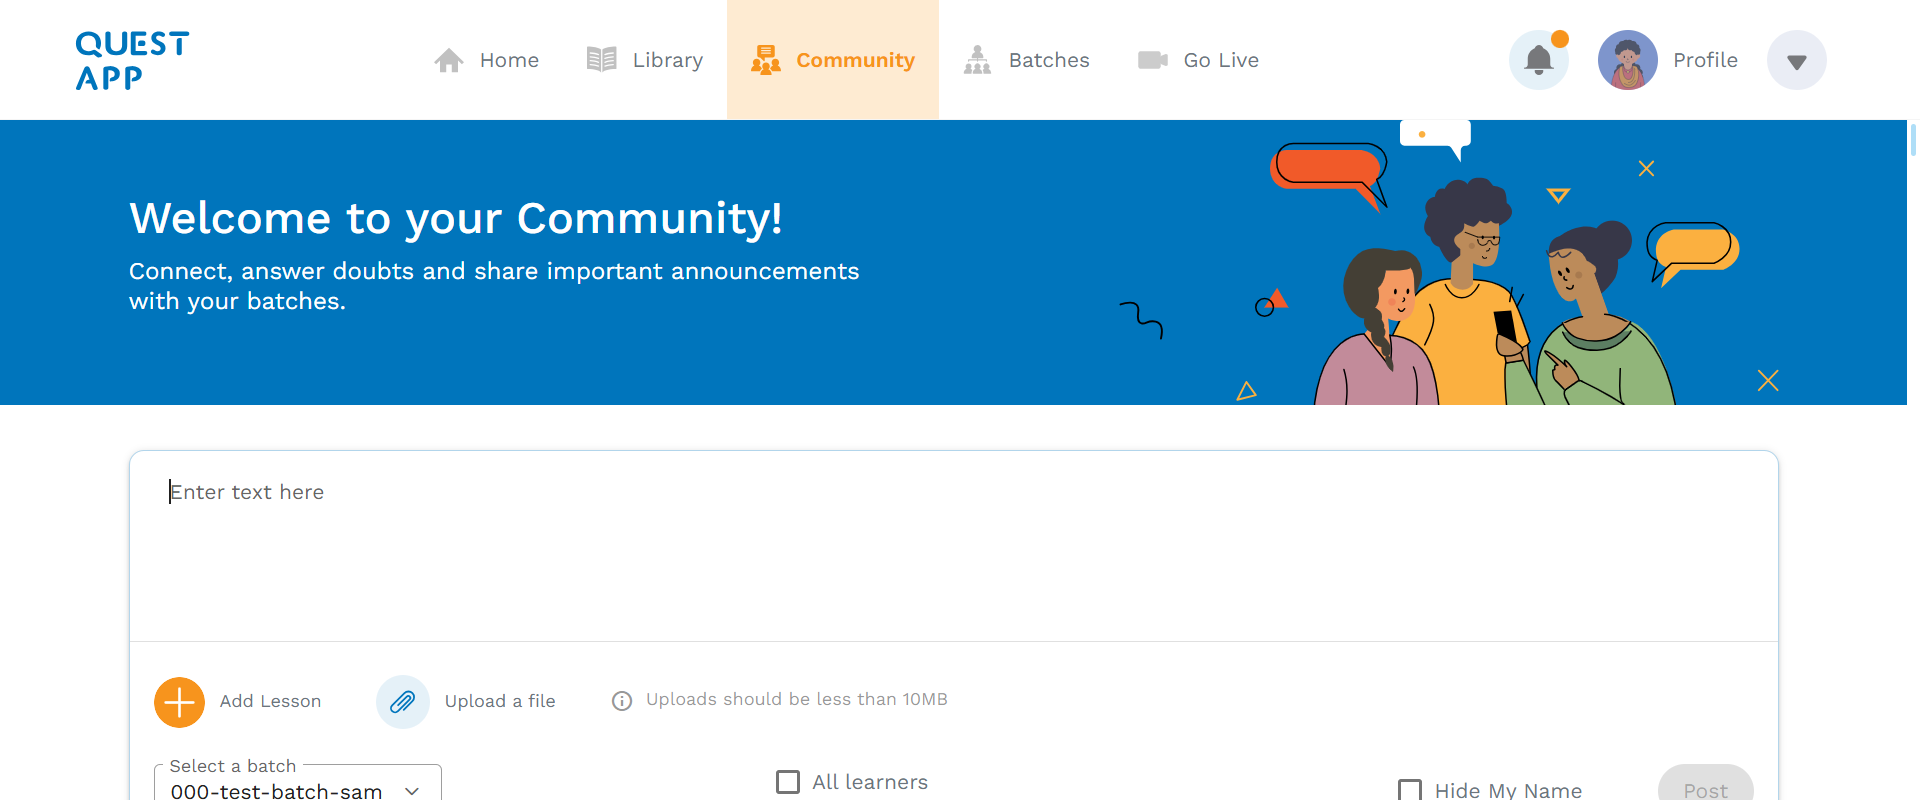 QUEST
APP
Home
Library
Community
Batches
Go Live
Profile
Welcome to your Community!
Connect, answer doubts and share important announcements
with your batches.
Enter text here
Add Lesson
Upload a file
Uploads should be less than 10MB
Select a batch
000-test-batch-sam
All learners
Hide My Name
Post